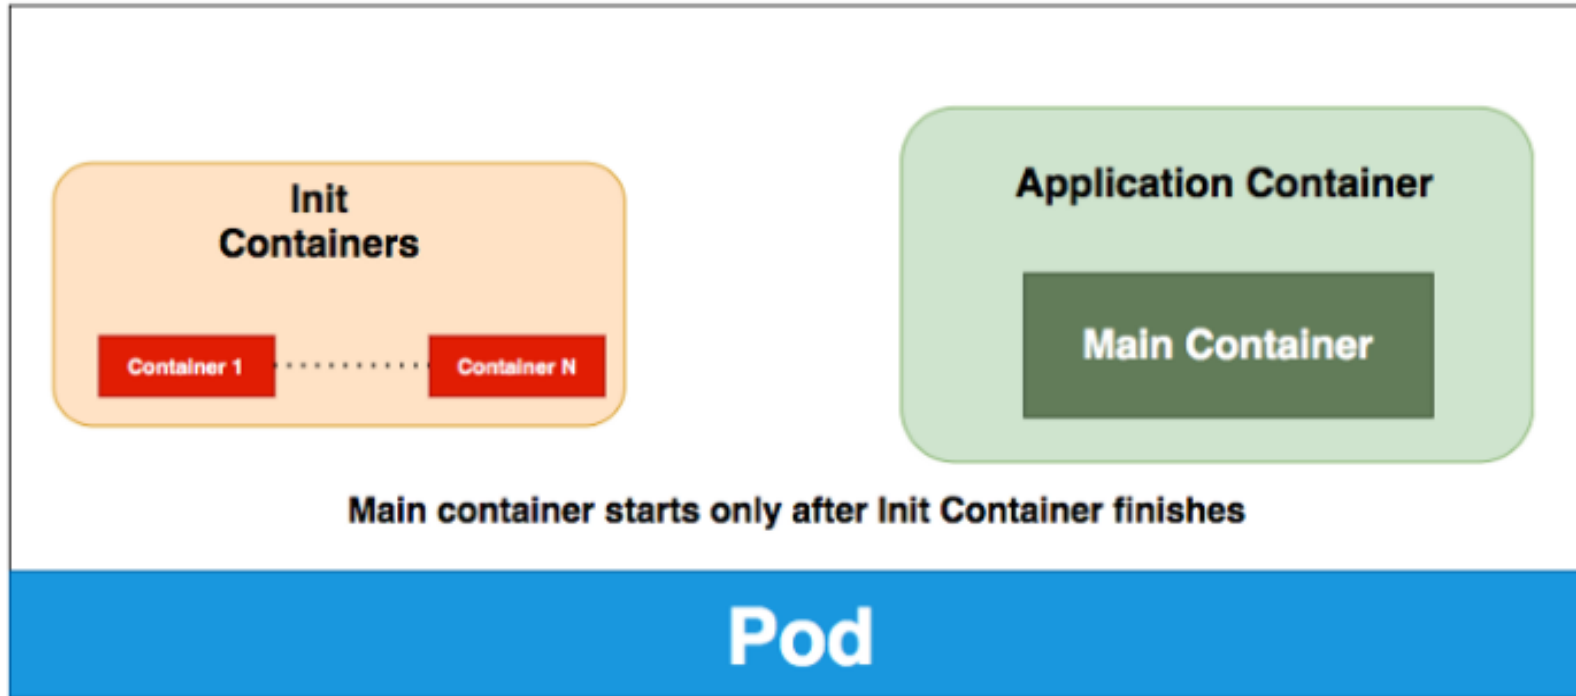 Init
Containers
Container 1
Container N
Application Container
Main Container
Main container starts only after Init Container finishes
Pod